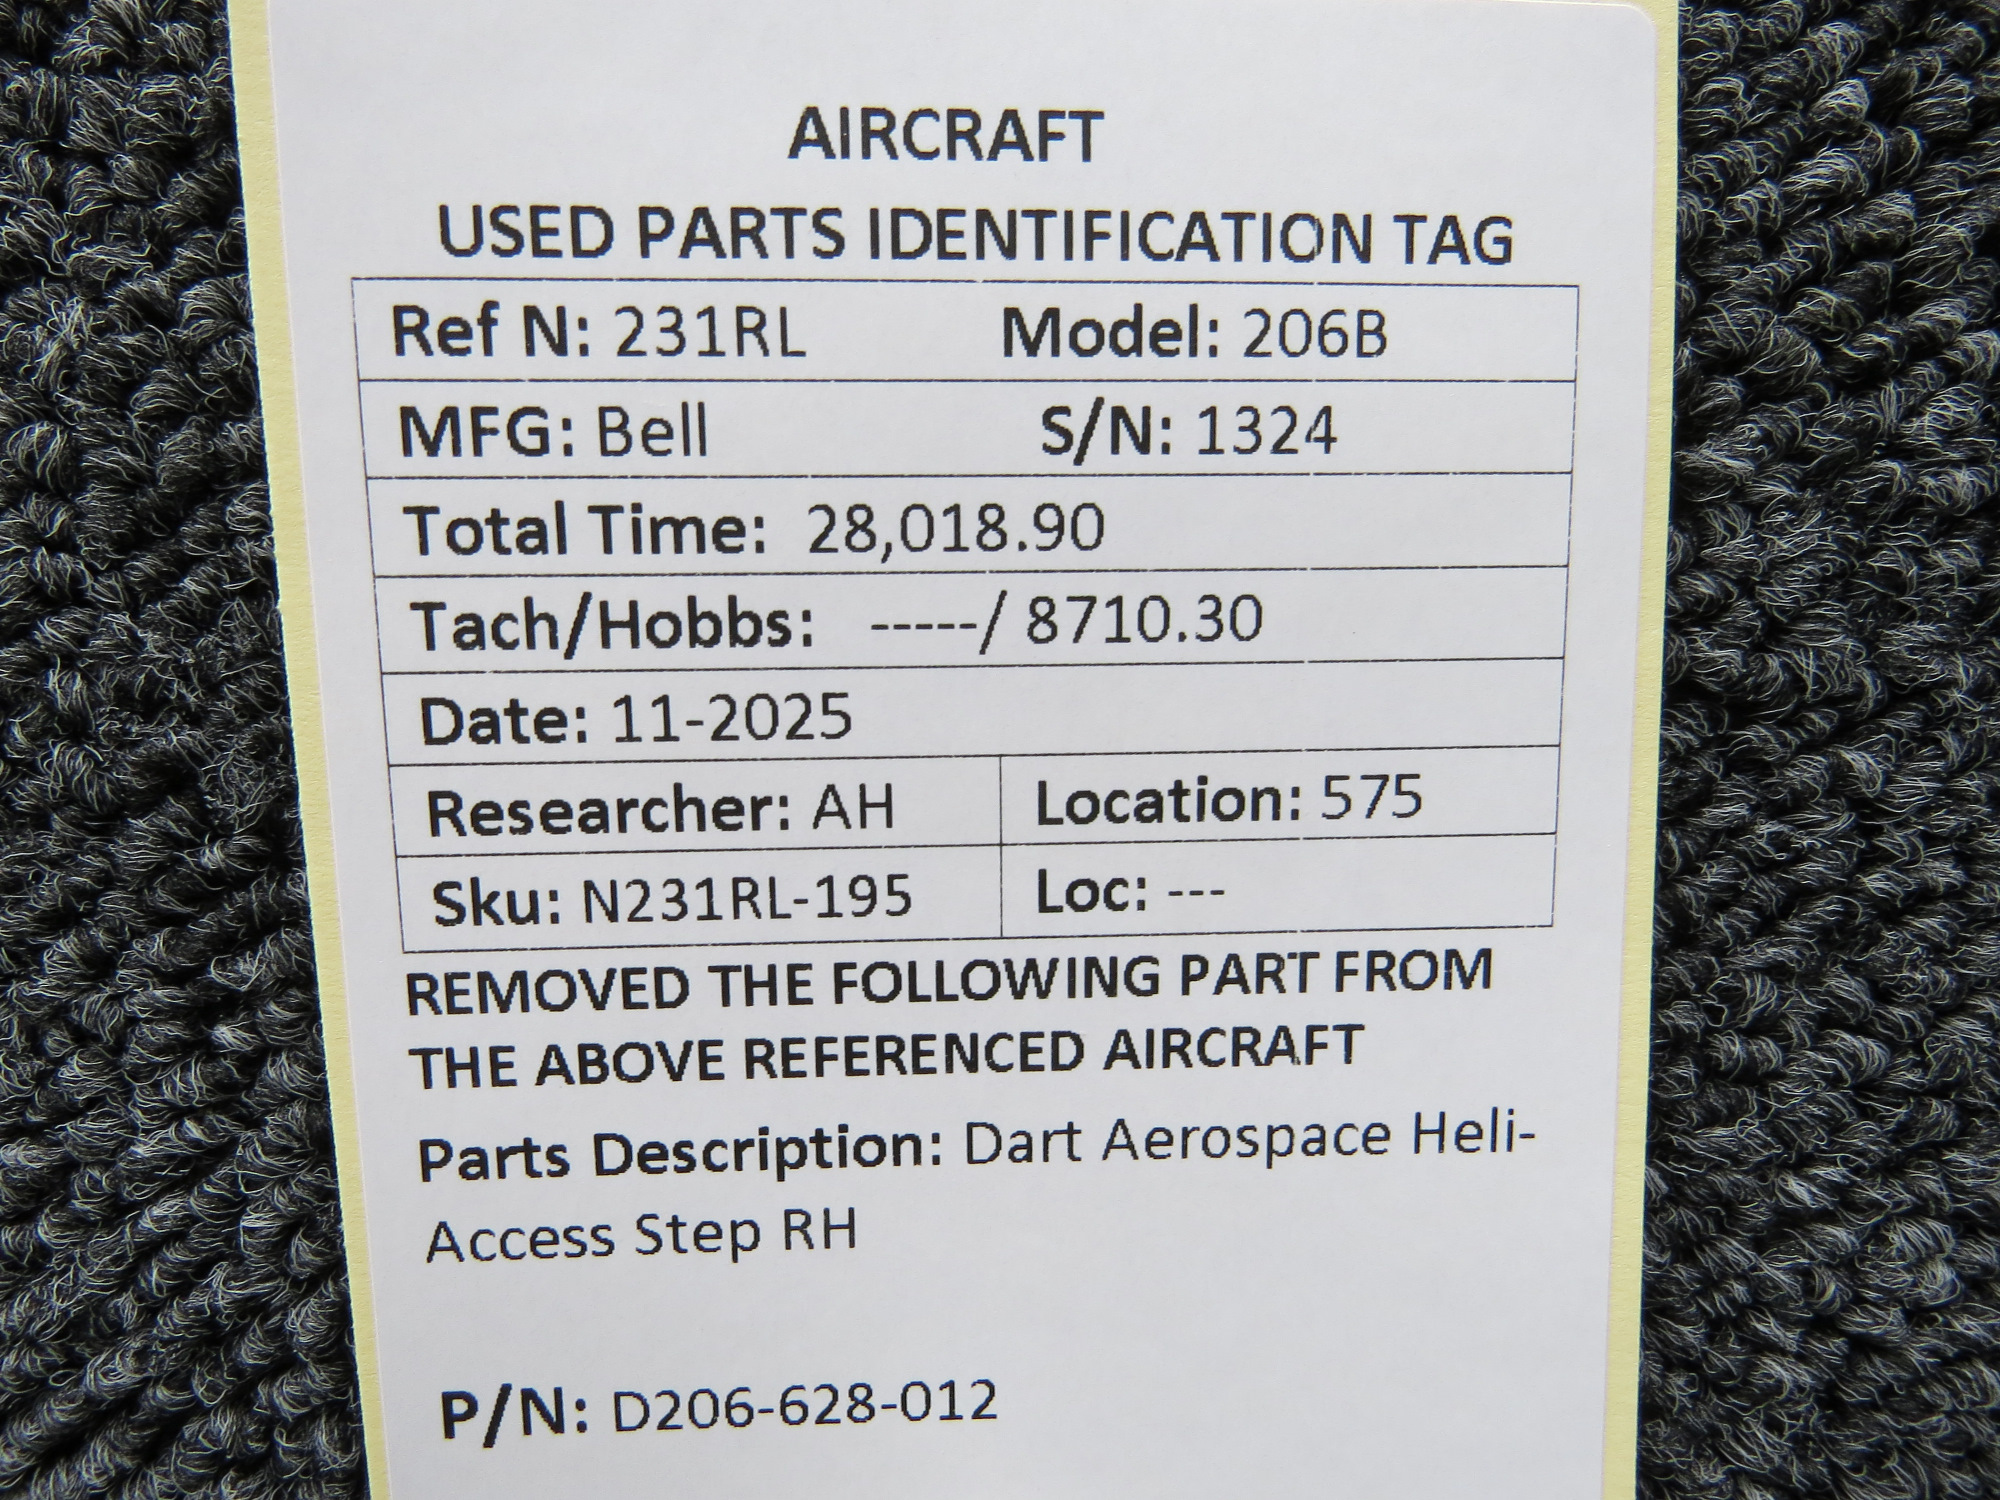 AIRCRAFT
USED PARTS IDENTIFICATION TAG
Ref N: 231RL Model: 206B
MFG: Bell S/N: 1324
Total Time: 28,018.90
Tach/Hobbs: -----/ 8710.30
Date: 11-2025
Researcher: AH Location: 575
Sku: N231RL-195 Loc: ---
REMOVED THE FOLLOWING PART FROM
THE ABOVE REFERENCED AIRCRAFT
Parts Description: Dart Aerospace Heli-
Access Step RH
P/N: D206-628-012